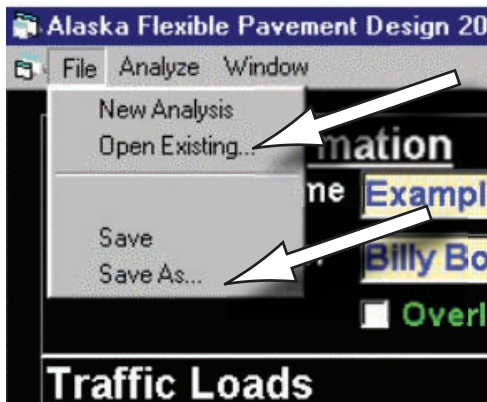 Alaska Flexible Pavement Design 20
File Analyze Window
New Analysis
Open Existing...
mation
me Exampl
Save
Billy Bo
Save As...
Overl
Traffic Loads